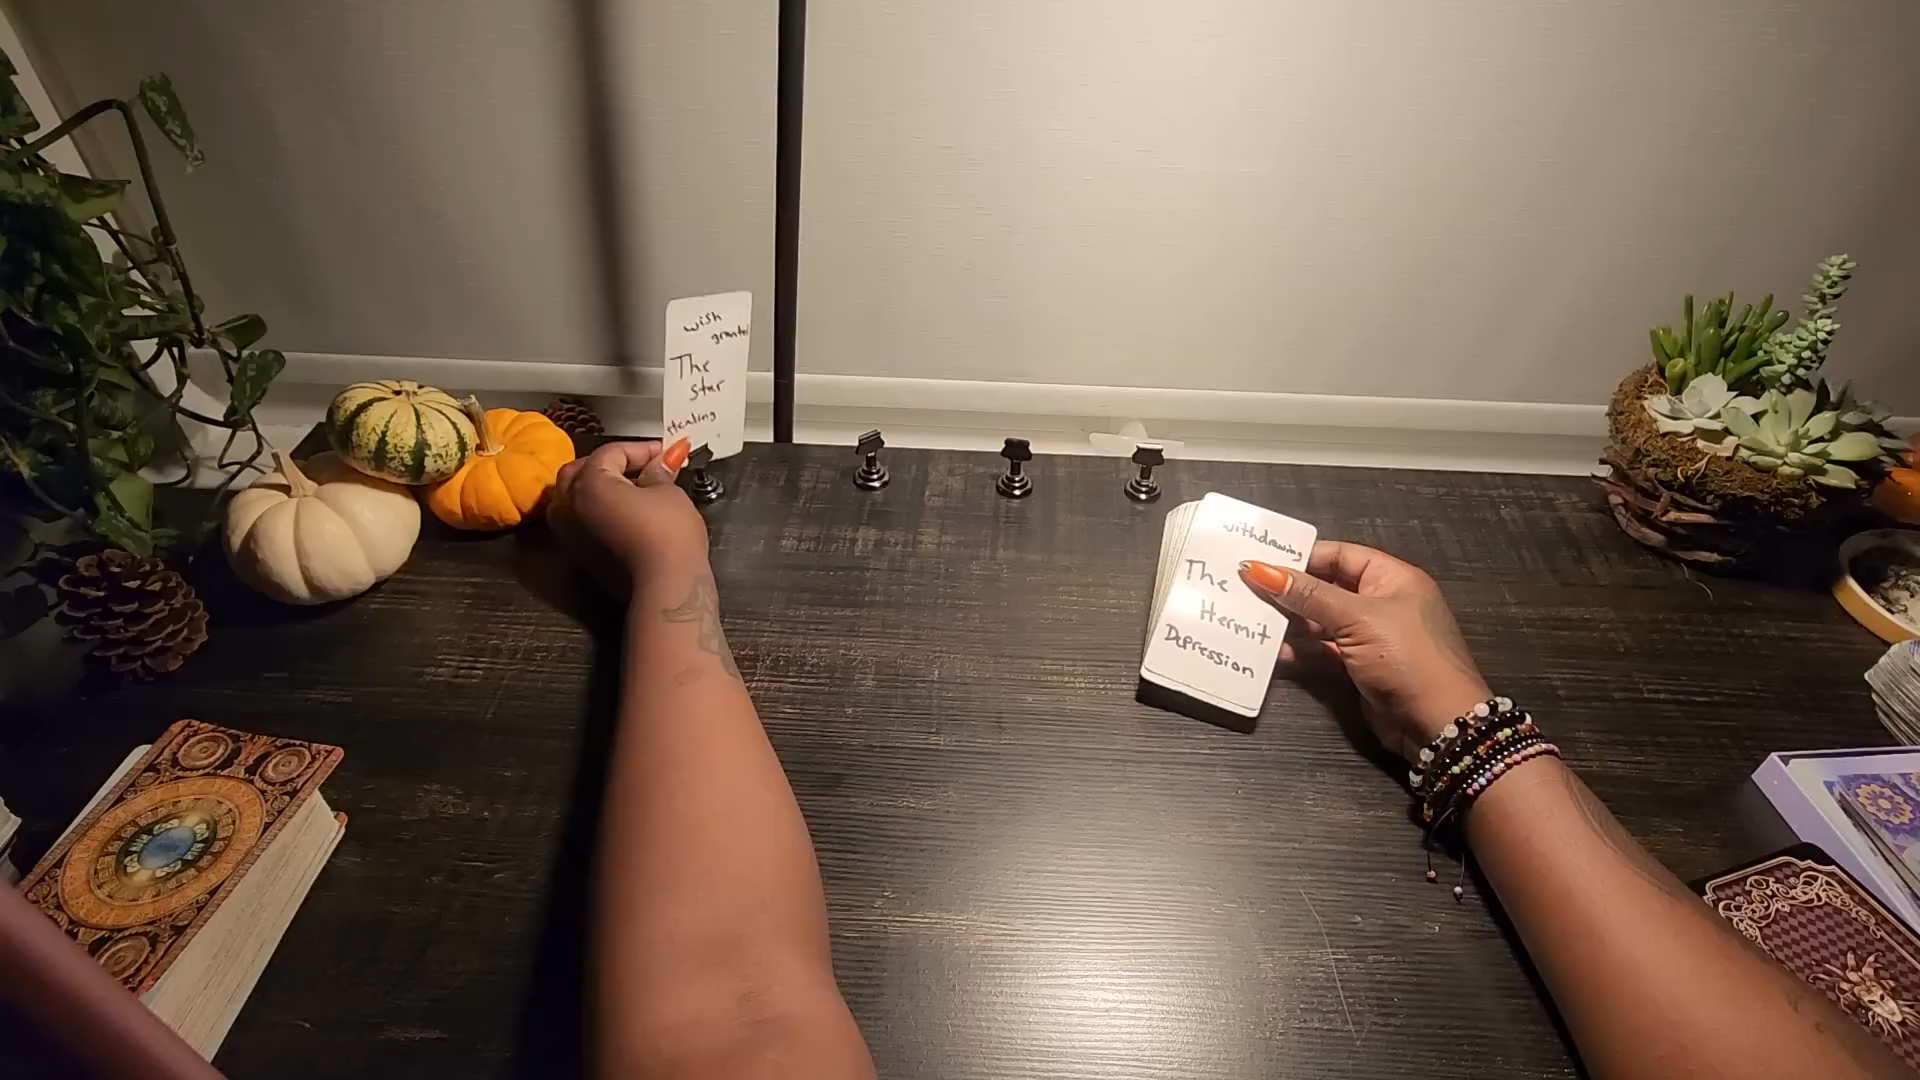 wish
granted
The
star
Healing
withdrawing
The
Hermit
Depression